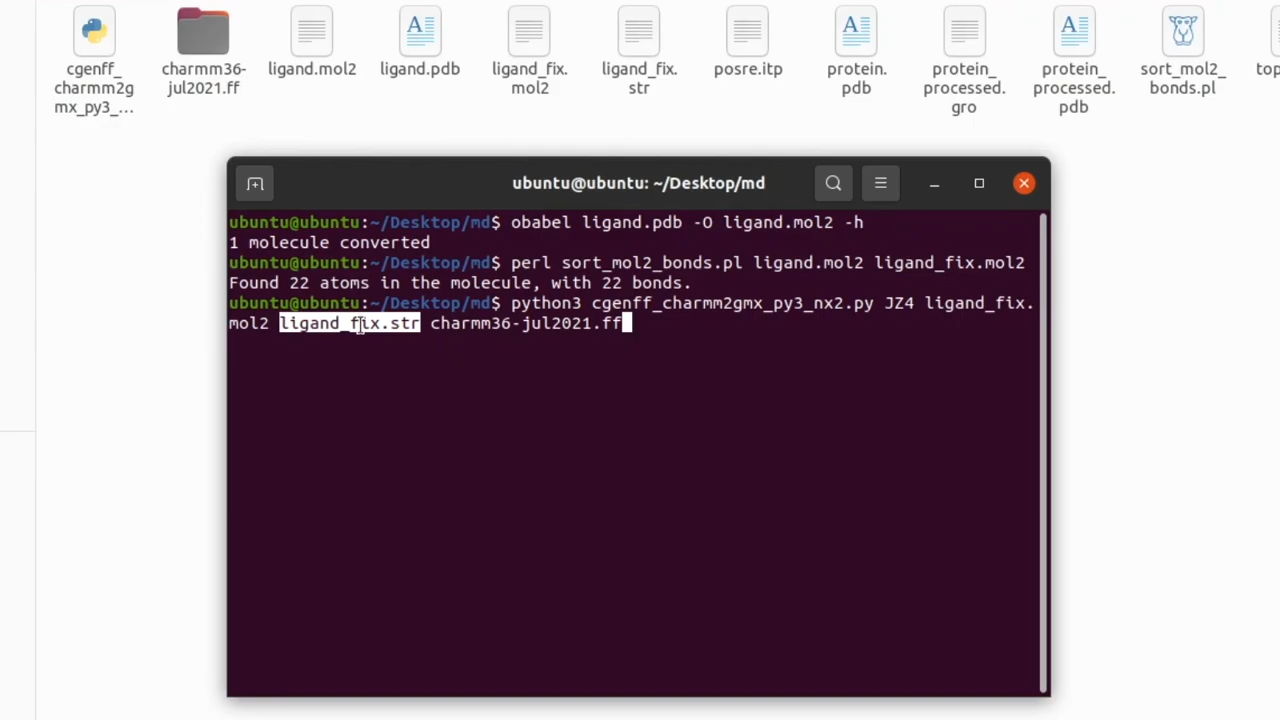 cgenff_ charmm36- ligand.mol2 ligand.pdb ligand_fix. ligand_fix. posre.itp protein. protein_ protein_ sort_mol2_ top
charmm2g jul2021.ff mol2 str pdb processed. processed. bonds.pl
mx_py3_... gro pdb
ubuntu@ubuntu: ~/Desktop/md
ubuntu@ubuntu:~/Desktop/md$ obabel ligand.pdb -O ligand.mol2 -h
1 molecule converted
ubuntu@ubuntu:~/Desktop/md$ perl sort_mol2_bonds.pl ligand.mol2 ligand_fix.mol2
Found 22 atoms in the molecule, with 22 bonds.
ubuntu@ubuntu:~/Desktop/md$ python3 cgenff_charmm2gmx_py3_nx2.py JZ4 ligand_fix.
mol2 ligand_fix.str charmm36-jul2021.ff